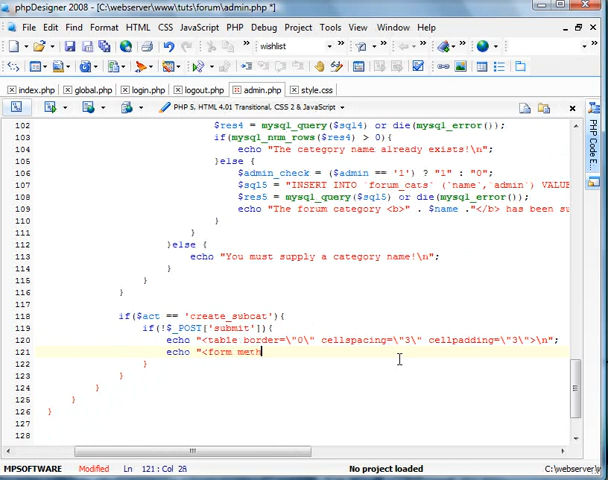 phpDesigner 2008 - [C:\webserver\www\tuts\forum\admin.php *]
File Edit Find Format HTML CSS JavaScript PHP Debug Project Tools View Window Help
wishlist
index.php global.php login.php logout.php admin.php style.css
PHP 5, HTML 4.01 Transitional, CSS 2 & JavaScript
102 $res4 = mysql_query($sql4) or die(mysql_error());
103 if(mysql_num_rows($res4) > 0){
104 echo "The category name already exists!\n";
105 }else {
106 $admin_check = ($admin == '1') ? "1" : "0";
107 $sql5 = "INSERT INTO `forum_cats` (`name`,`admin`) VALUE
108 $res5 = mysql_query($sql5) or die(mysql_error());
109 echo "The forum category <b>" . $name ."</b> has been su
110 }
111 }
112 }else {
113 echo "You must supply a category name!\n";
114 }
115 }
116 }
117
118 if($act == 'create_subcat'){
119 if(!$_POST['submit']){
120 echo "<table border=\"0\" cellspacing=\"3\" cellpadding=\"3\">\n";
121 echo "<form meth
122 }
123 }
124 }
125 }
126 }
127
128
PHP Code E
MPSOFTWARE Modified Ln 121 : Col 28 No project loaded C:\webserver\w